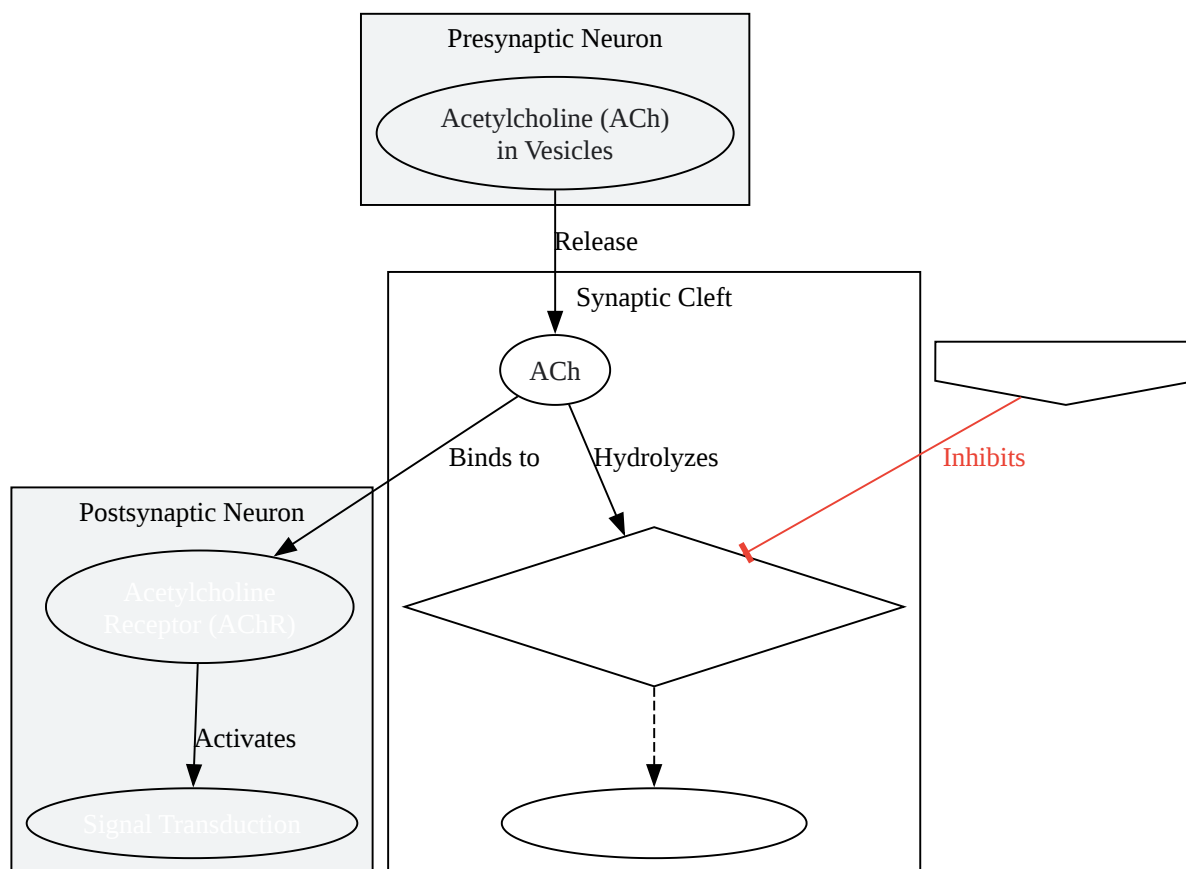 Presynaptic Neuron
Acetylcholine (ACh)
in Vesicles
Release
Synaptic Cleft
ACh
Binds to
Hydrolyzes
Inhibits
Postsynaptic Neuron
Acetylcholine
Receptor (AChR)
Activates
Signal Transduction